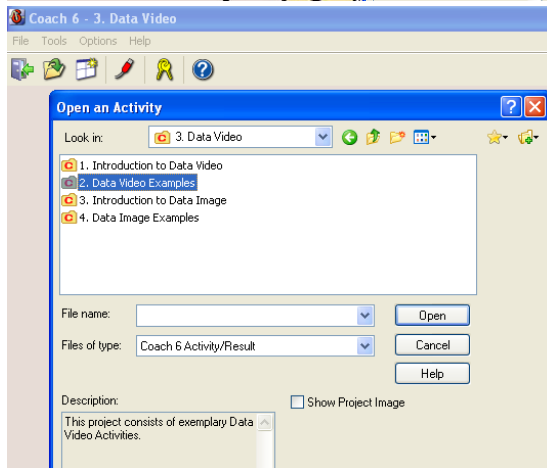 Coach 6 - 3. Data Video
File Tools Options Help
Open an Activity
Look in: 3. Data Video
1. Introduction to Data Video
2. Data Video Examples
3. Introduction to Data Image
4. Data Image Examples
File name: Open
Files of type: Coach 6 Activity/Result Cancel
Help
Description: Show Project Image
This project consists of exemplary Data
Video Activities.